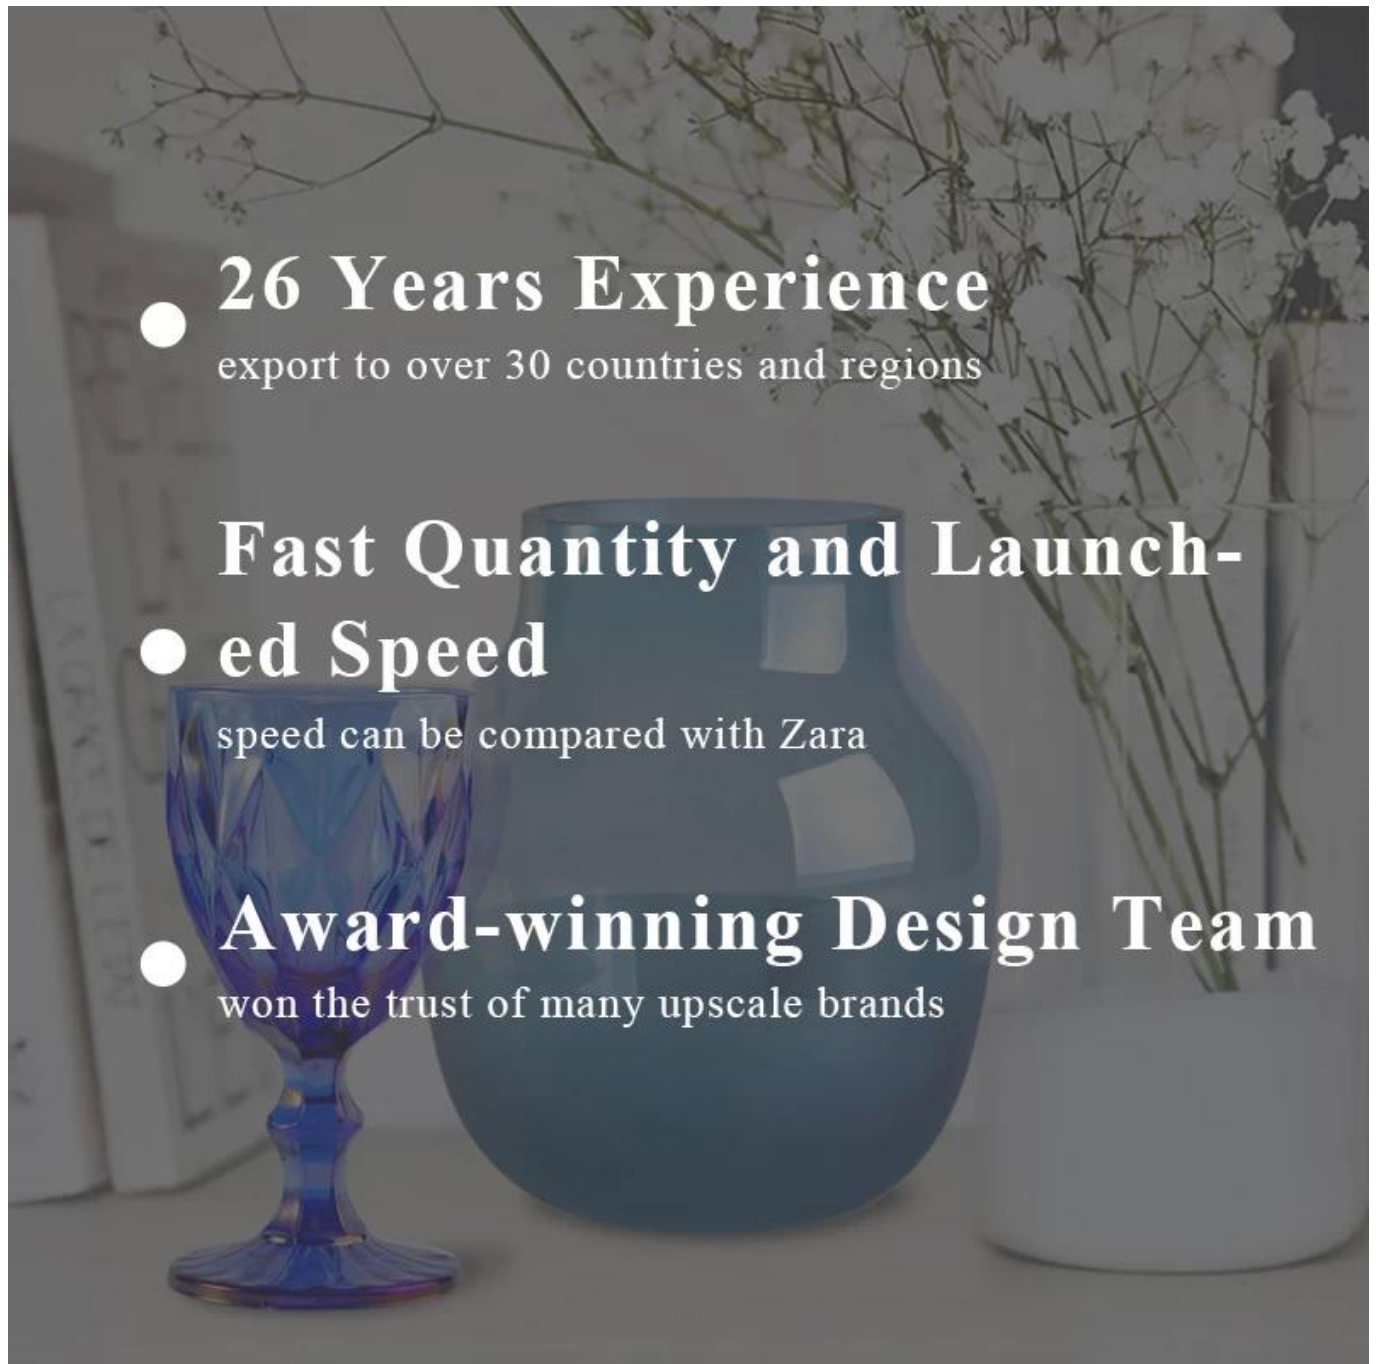 26 Years Experience
export to over 30 countries and regions
Fast Quantity and Launch-
ed Speed
speed can be compared with Zara
Award-winning Design Team
won the trust of many upscale brands